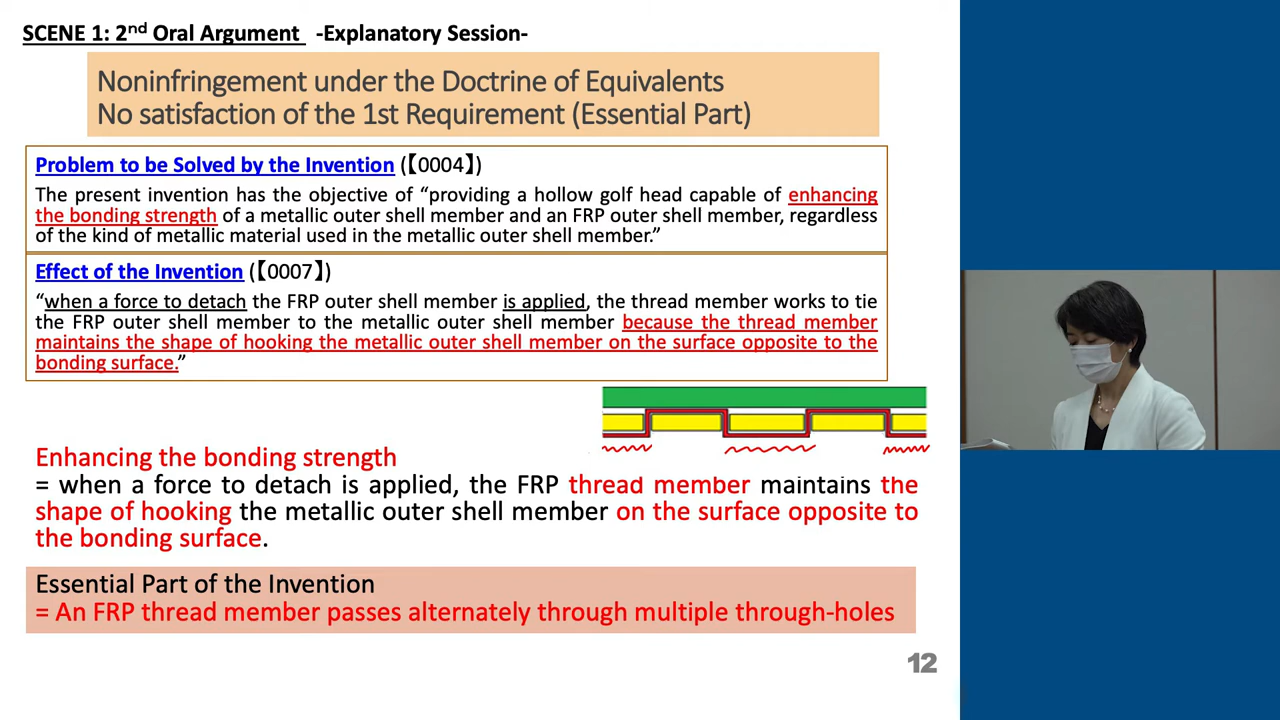 SCENE 1: 2nd Oral Argument -Explanatory Session-
Noninfringement under the Doctrine of Equivalents
No satisfaction of the 1st Requirement (Essential Part)
Problem to be Solved by the Invention (【0004】)
The present invention has the objective of “providing a hollow golf head capable of enhancing
the bonding strength of a metallic outer shell member and an FRP outer shell member, regardless
of the kind of metallic material used in the metallic outer shell member.”
Effect of the Invention (【0007】)
“when a force to detach the FRP outer shell member is applied, the thread member works to tie
the FRP outer shell member to the metallic outer shell member because the thread member
maintains the shape of hooking the metallic outer shell member on the surface opposite to the
bonding surface.”
Enhancing the bonding strength
= when a force to detach is applied, the FRP thread member maintains the
shape of hooking the metallic outer shell member on the surface opposite to
the bonding surface.
Essential Part of the Invention
= An FRP thread member passes alternately through multiple through-holes
12